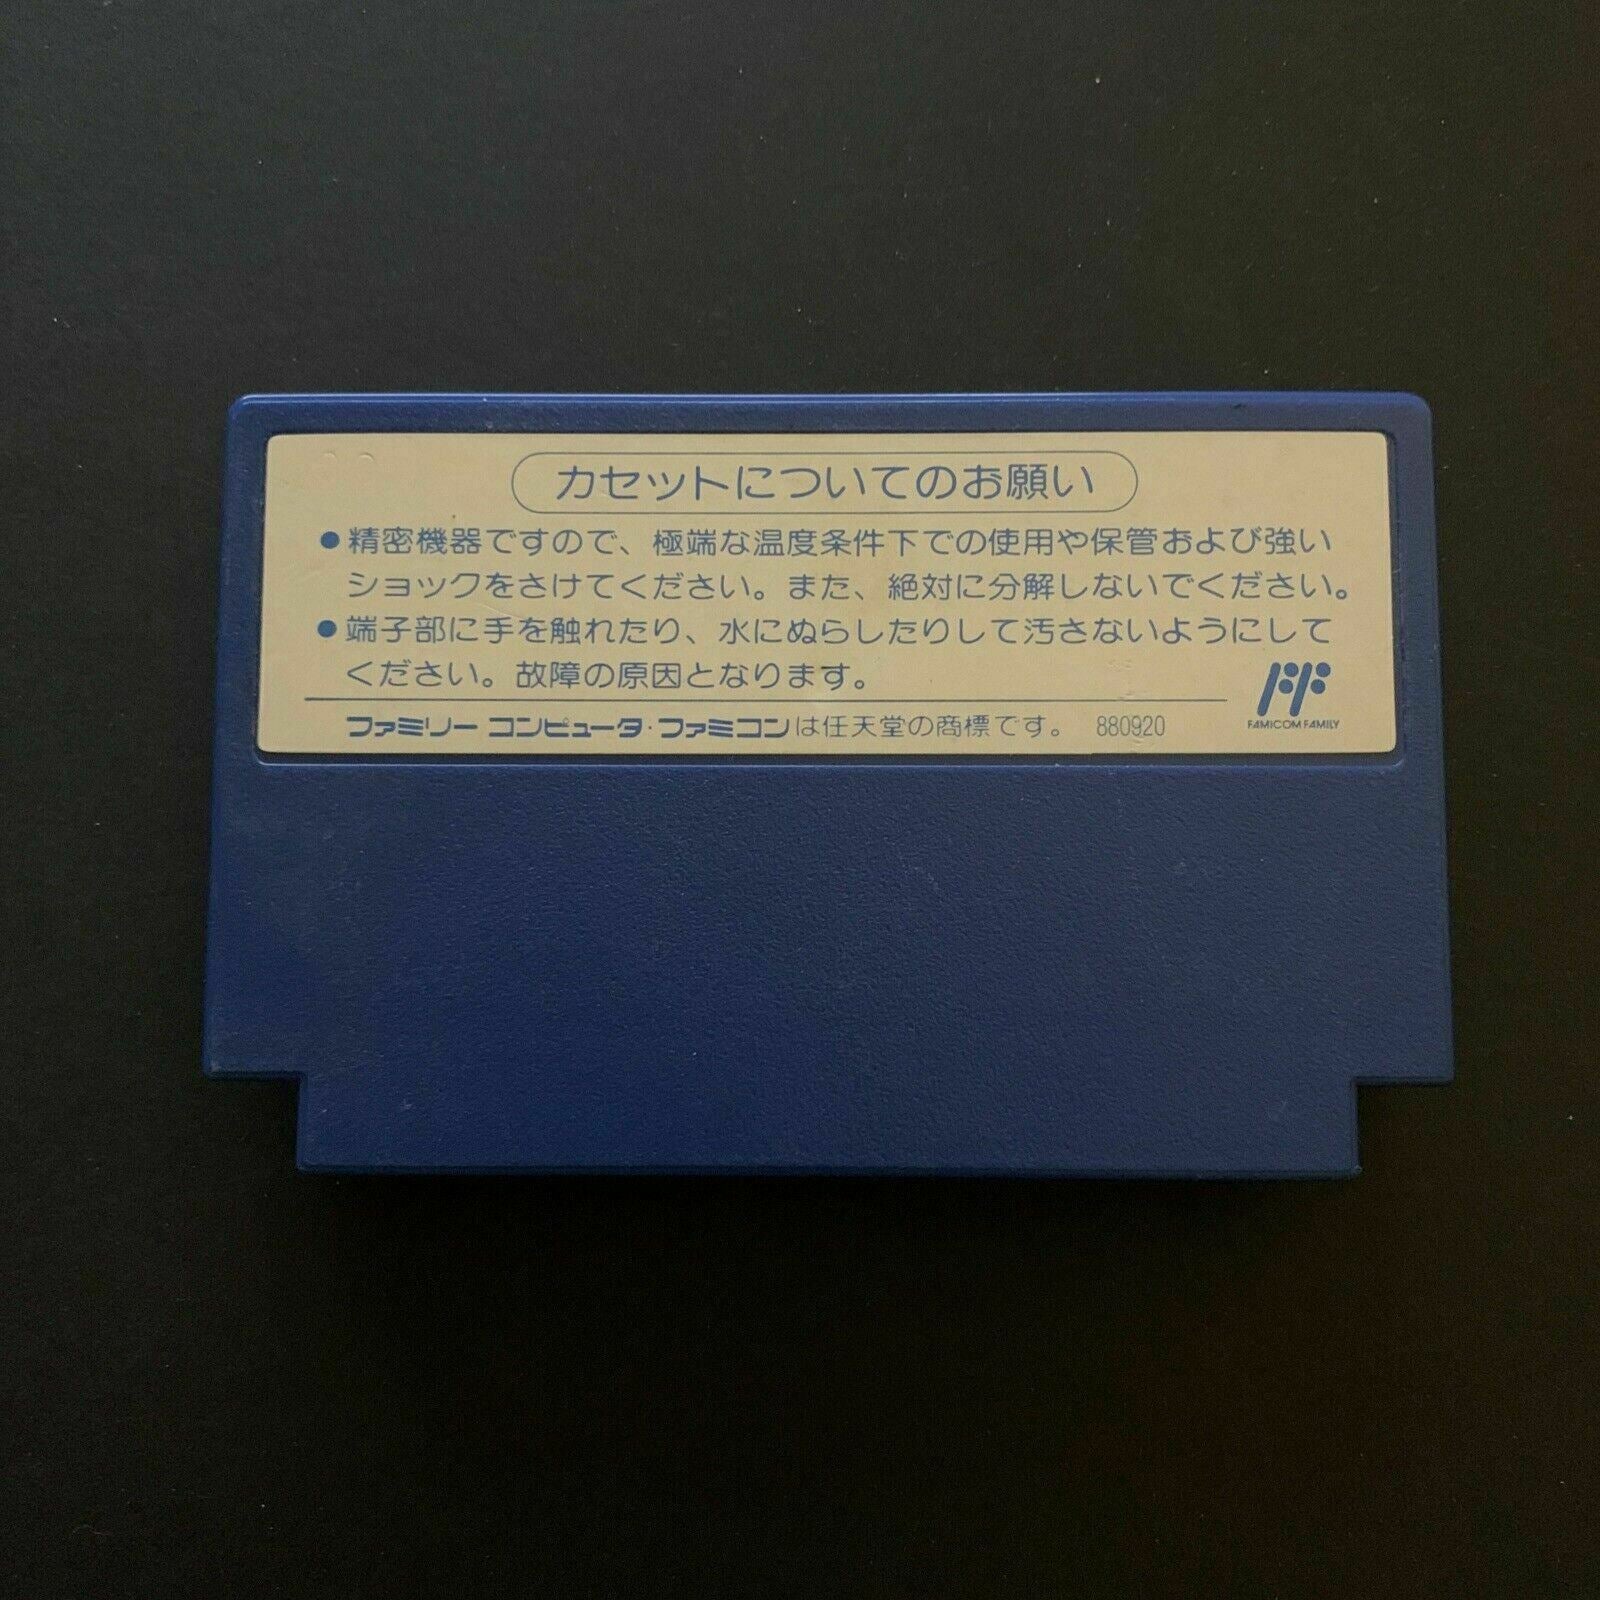 カセットについてのお願い
●精密機器ですので、極端な温度条件下での使用や保管および強い
ショックをさけてください。また、絶対に分解しないでください。
●端子部に手を触れたり、水にぬらしたりして汚さないようにして
ください。故障の原因となります。
ファミリーコンピュータ・ファミコンは任天堂の商標です。 880920
FAMICOM FAMILY